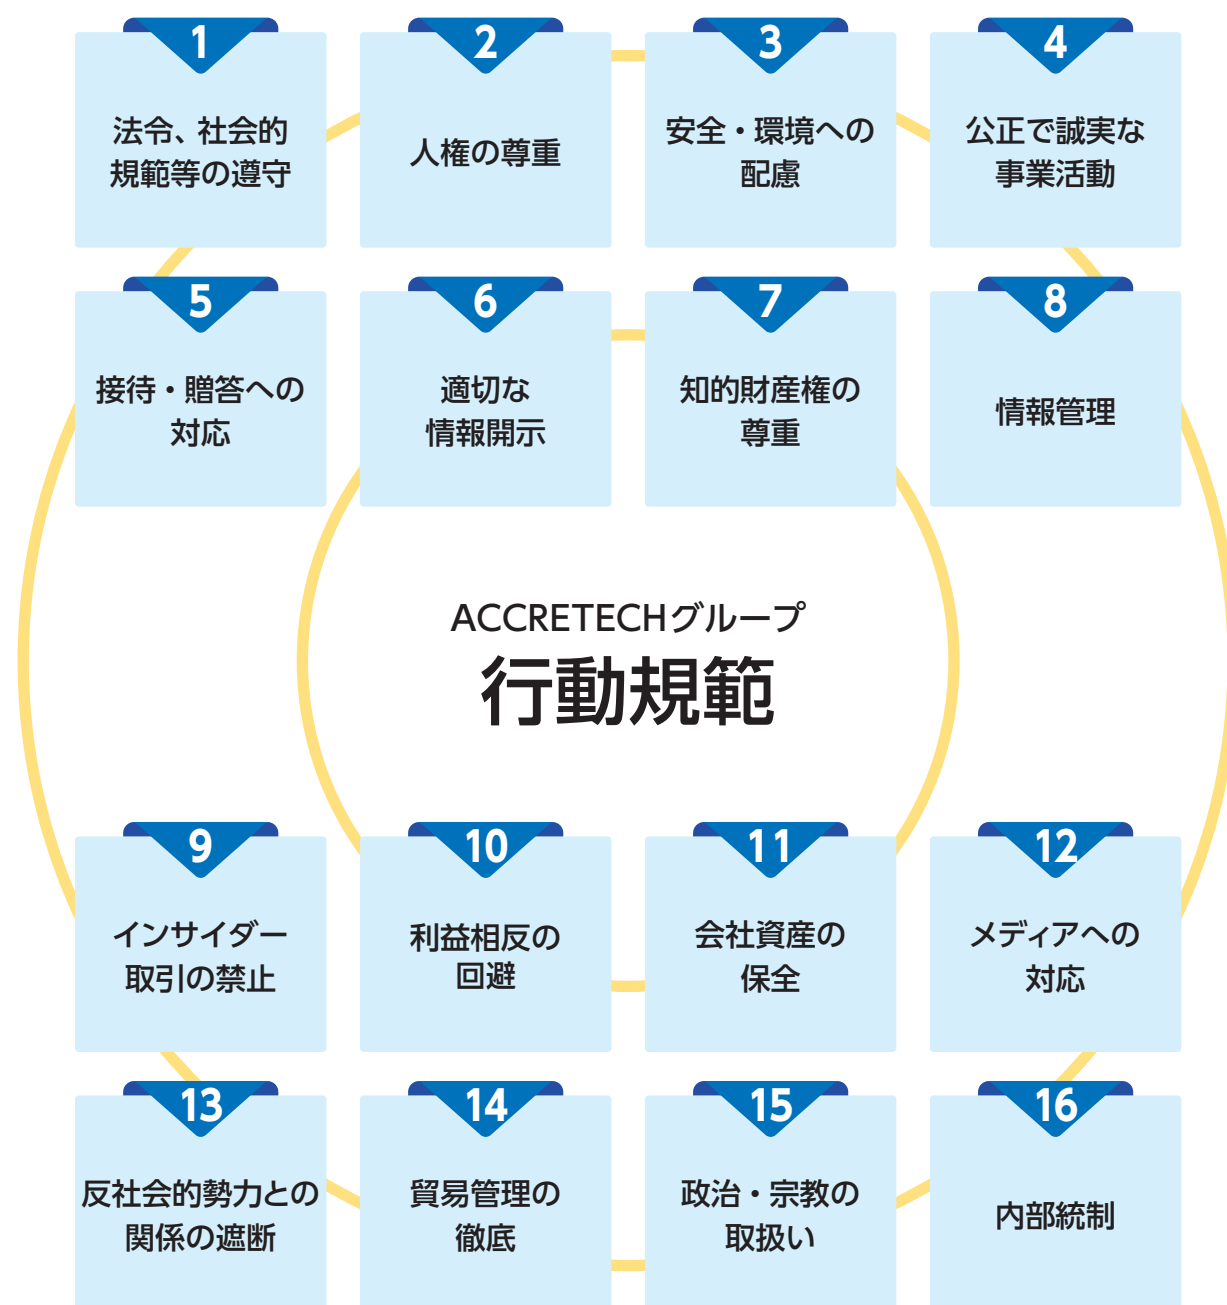 1
法令、社会的
規範等の遵守
2
人権の尊重
3
安全・環境への
配慮
4
公正で誠実な
事業活動
5
接待・贈答への
対応
6
適切な
情報開示
7
知的財産権の
尊重
8
情報管理
ACCRETECHグループ
行動規範
9
インサイダー
取引の禁止
10
利益相反の
回避
11
会社資産の
保全
12
メディアへの
対応
13
反社会的勢力との
関係の遮断
14
貿易管理の
徹底
15
政治・宗教の
取扱い
16
内部統制